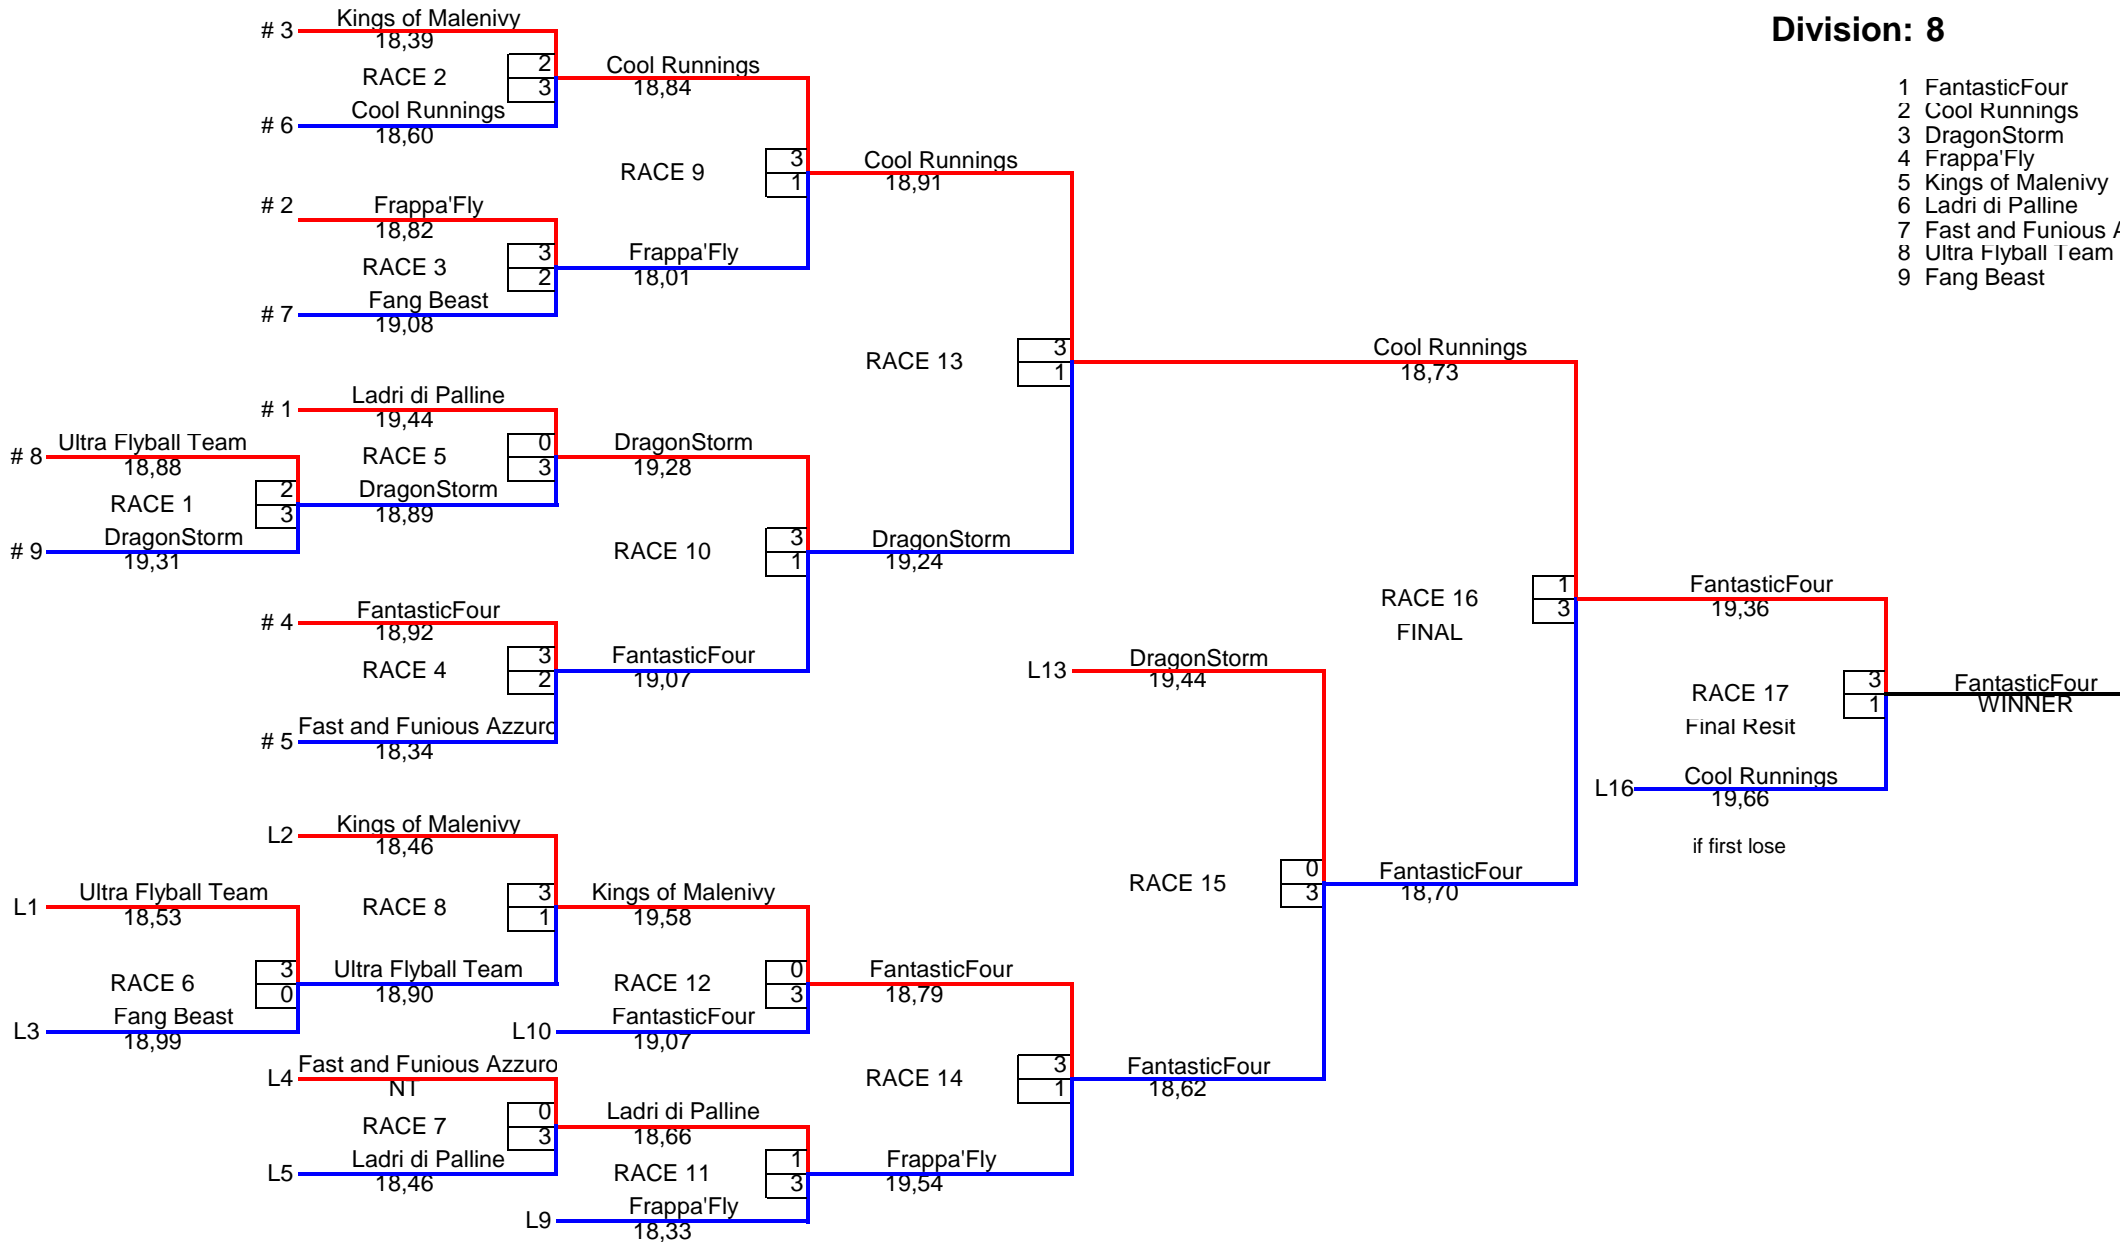 Division: 8
1 FantasticFour
2 Cool Runnings
3 DragonStorm
4 Frappa'Fly
5 Kings of Malenivy
6 Ladri di Palline
7 Fast and Funious A
8 Ultra Flyball Team
9 Fang Beast
# 3
Kings of Malenivy
18,39
RACE 2
2
3
# 6
Cool Runnings
18,60
# 2
Frappa'Fly
18,82
RACE 3
3
2
# 7
Fang Beast
19,08
# 1
Ladri di Palline
19,44
RACE 5
0
3
DragonStorm
18,89
# 8
Ultra Flyball Team
18,88
RACE 1
2
3
# 9
DragonStorm
19,31
# 4
FantasticFour
18,92
RACE 4
3
2
# 5
Fast and Funious Azzuro
18,34
Cool Runnings
18,84
RACE 9
3
1
Frappa'Fly
18,01
DragonStorm
19,28
RACE 10
3
1
FantasticFour
19,07
Cool Runnings
18,91
RACE 13
3
1
DragonStorm
19,24
Cool Runnings
18,73
RACE 16
FINAL
1
3
FantasticFour
19,36
RACE 17
Final Resit
3
1
L16
Cool Runnings
19,66
if first lose
FantasticFour
WINNER
L13
DragonStorm
19,44
RACE 15
0
3
FantasticFour
18,70
L2
Kings of Malenivy
18,46
RACE 8
3
1
L1
Ultra Flyball Team
18,53
RACE 6
3
0
Ultra Flyball Team
18,90
L3
Fang Beast
18,99
Kings of Malenivy
19,58
RACE 12
0
3
L10
FantasticFour
19,07
L4
Fast and Funious Azzuro
NT
RACE 7
0
3
L5
Ladri di Palline
18,46
Ladri di Palline
18,66
RACE 11
1
3
L9
Frappa'Fly
18,33
FantasticFour
18,79
RACE 14
3
1
Frappa'Fly
19,54
FantasticFour
18,62